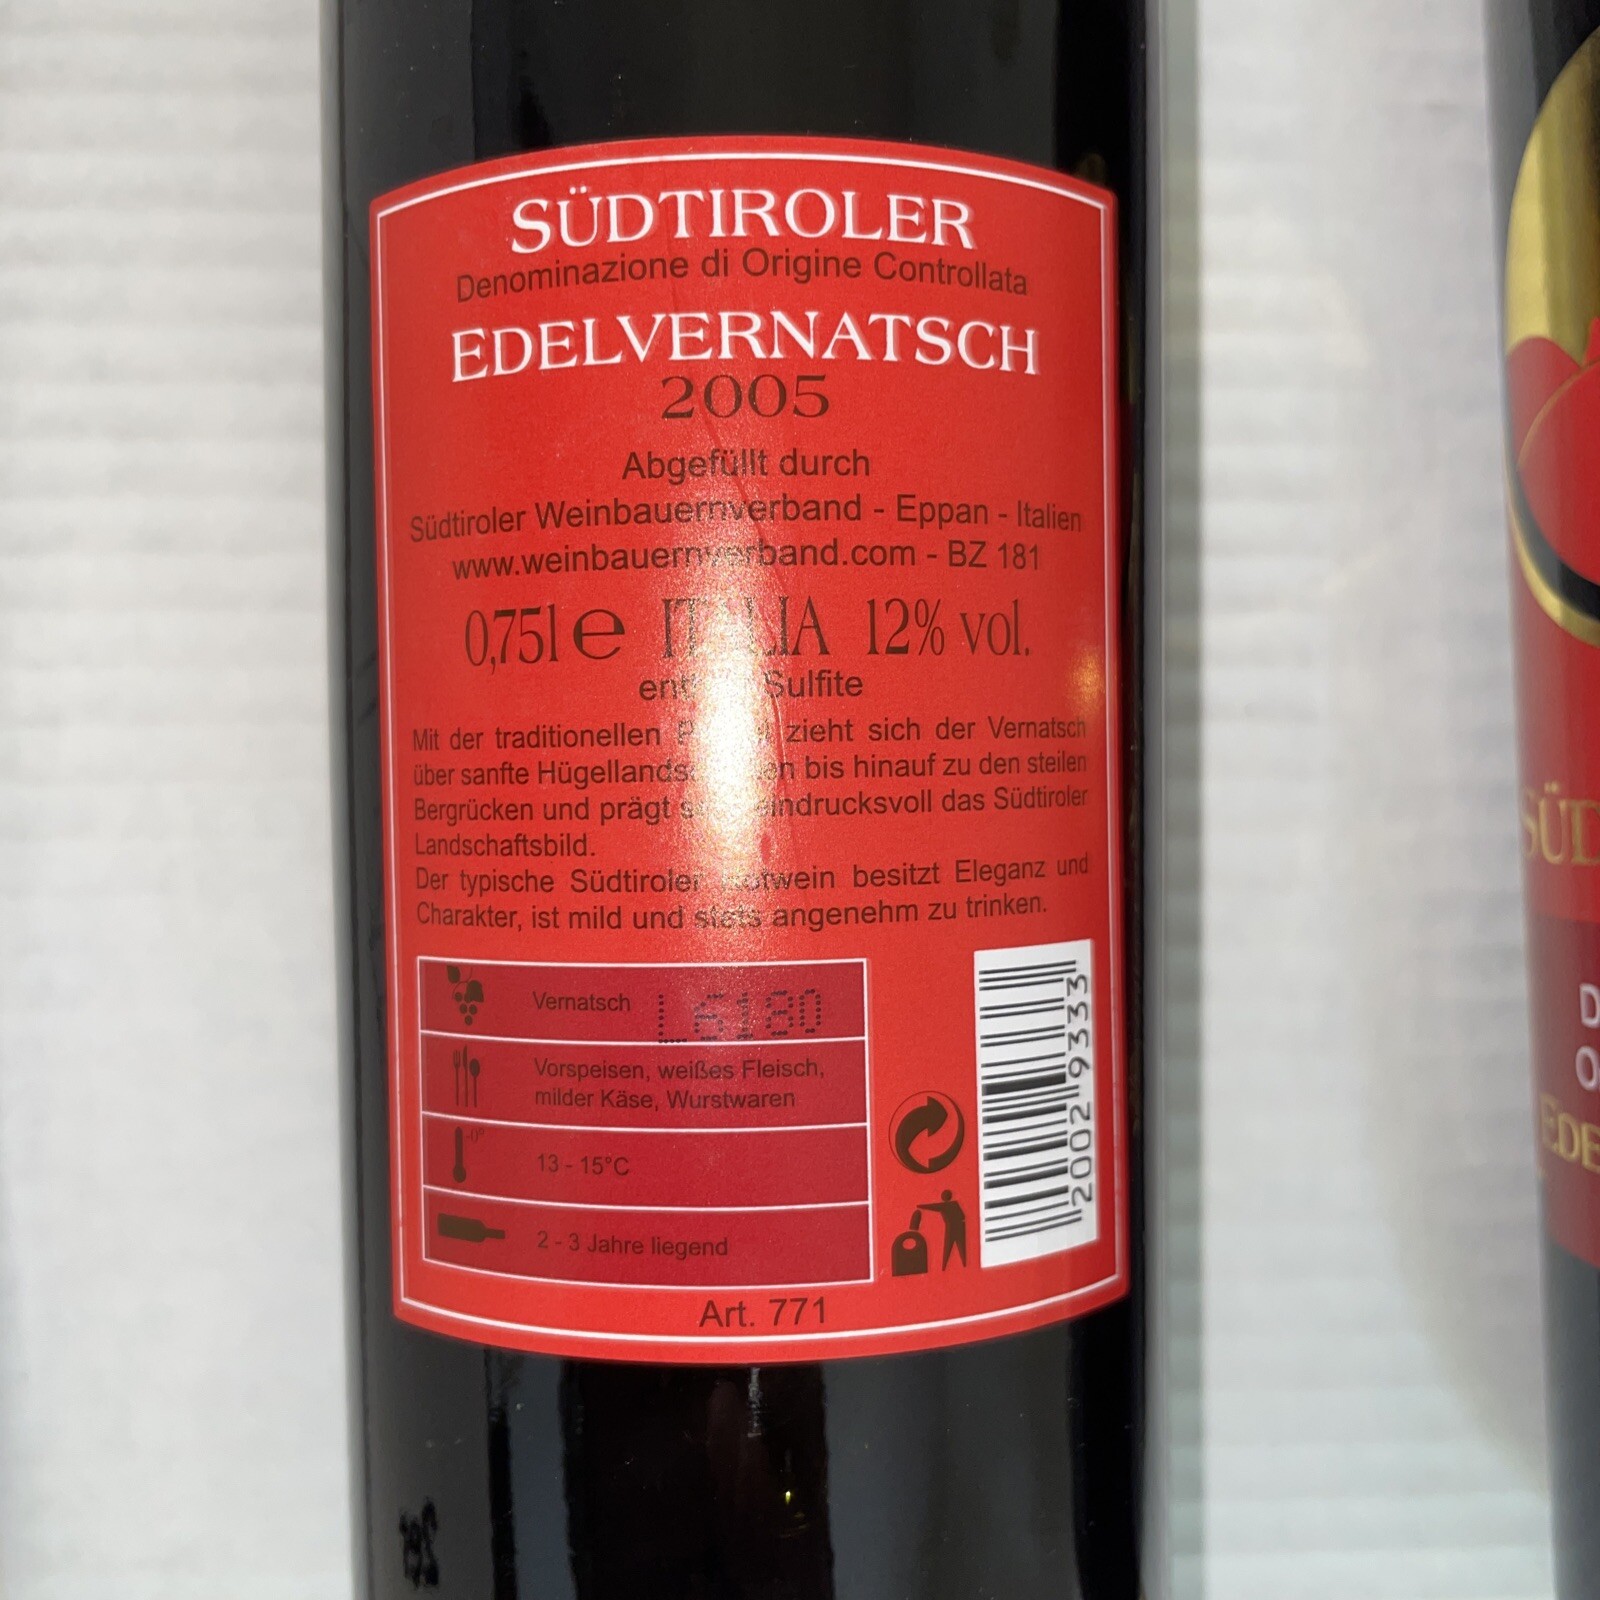 SÜDTIROLER
Denominazione di Origine Controllata
EDELVERNATSCH
2005
Abgefüllt durch
Südtiroler Weinbauernverband - Eppan - Italien
www.weinbauernverband.com - BZ 181
0,75l e ITALIA 12% vol.
Sulfite
Mit der traditionellen zieht sich der Vernatsch
über sanfte bis hinauf zu den steilen
Bergrücken und prägt eindrucksvoll das Südtiroler
Landschaftsbild.
Der typische Südtiroler Rotwein besitzt Eleganz und
Charakter, ist mild und stets angenehm zu trinken.
Vernatsch L6180
Vorspeisen, weißes Fleisch,
milder Käse, Wurstwaren
13 - 15°C
2 - 3 Jahre liegend
2002 9333
Art. 771